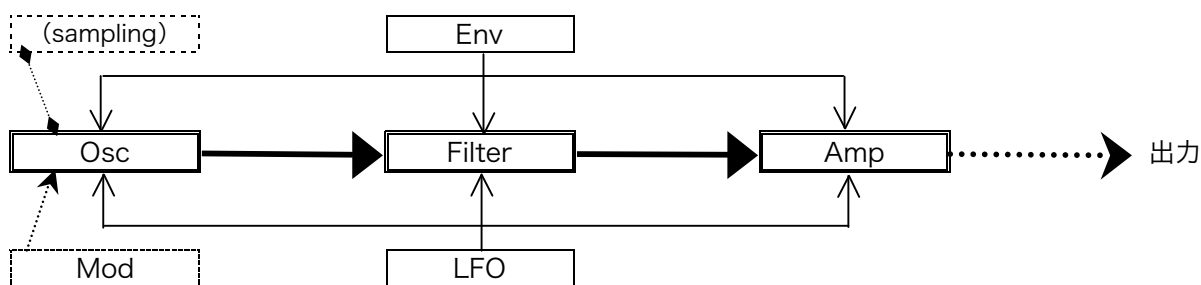 （sampling）
Env
Osc
Filter
Amp
出力
Mod
LFO